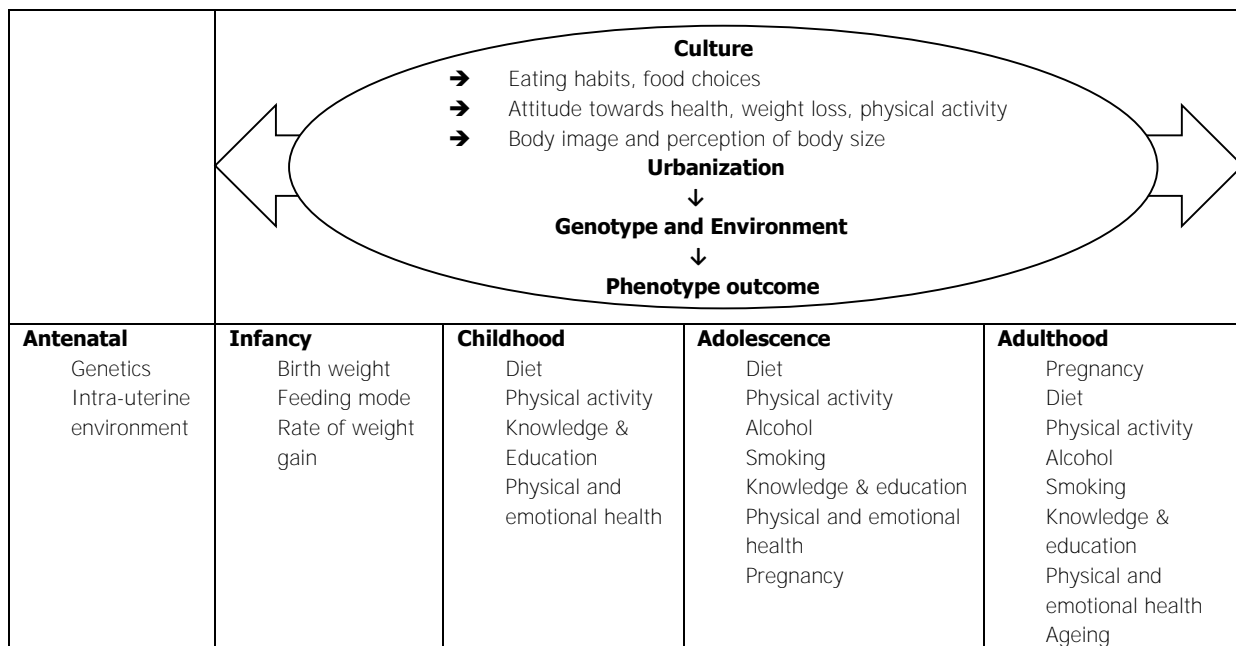 Culture
➔ Eating habits, food choices
➔ Attitude towards health, weight loss, physical activity
➔ Body image and perception of body size
Urbanization
↓
Genotype and Environment
↓
Phenotype outcome
Antenatal
Genetics
Intra-uterine
environment
Infancy
Birth weight
Feeding mode
Rate of weight
gain
Childhood
Diet
Physical activity
Knowledge &
Education
Physical and
emotional health
Adolescence
Diet
Physical activity
Alcohol
Smoking
Knowledge & education
Physical and emotional
health
Pregnancy
Adulthood
Pregnancy
Diet
Physical activity
Alcohol
Smoking
Knowledge &
education
Physical and
emotional health
Ageing